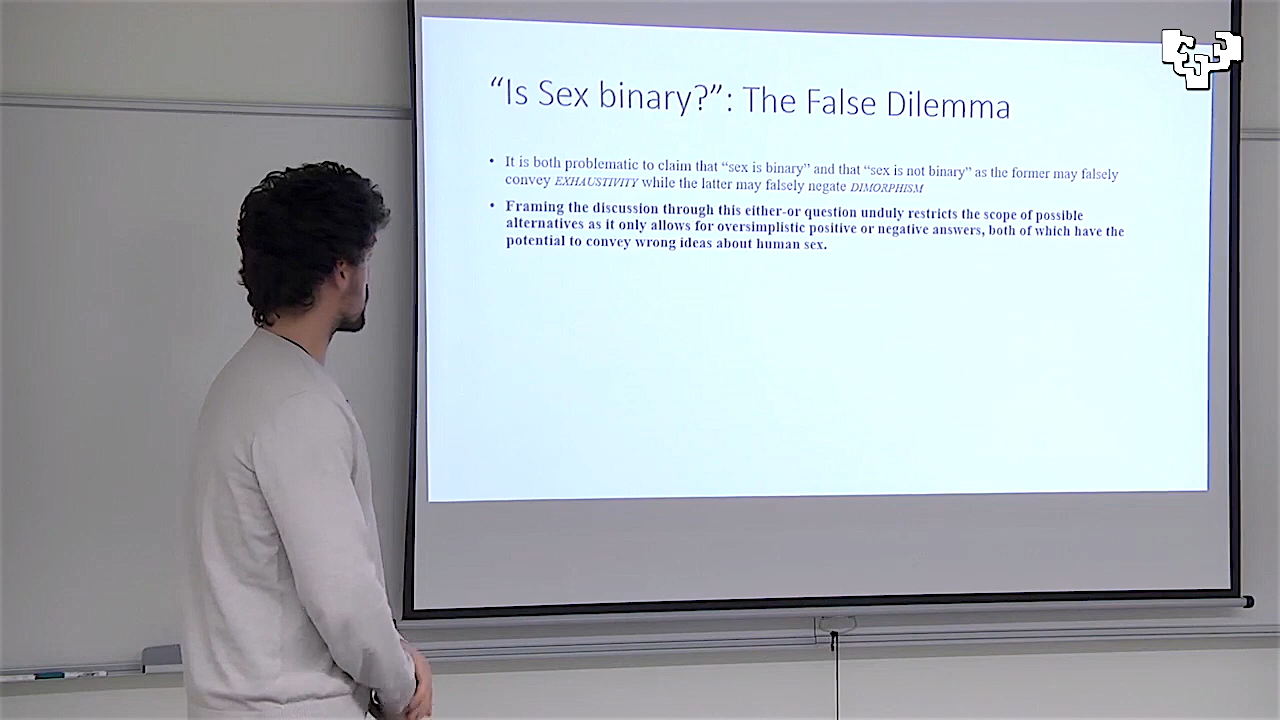 “Is Sex binary?”: The False Dilemma
• It is both problematic to claim that “sex is binary” and that “sex is not binary” as the former may falsely
convey EXHAUSTIVITY while the latter may falsely negate DIMORPHISM
• Framing the discussion through this either-or question unduly restricts the scope of possible
alternatives as it only allows for oversimplistic positive or negative answers, both of which have the
potential to convey wrong ideas about human sex.